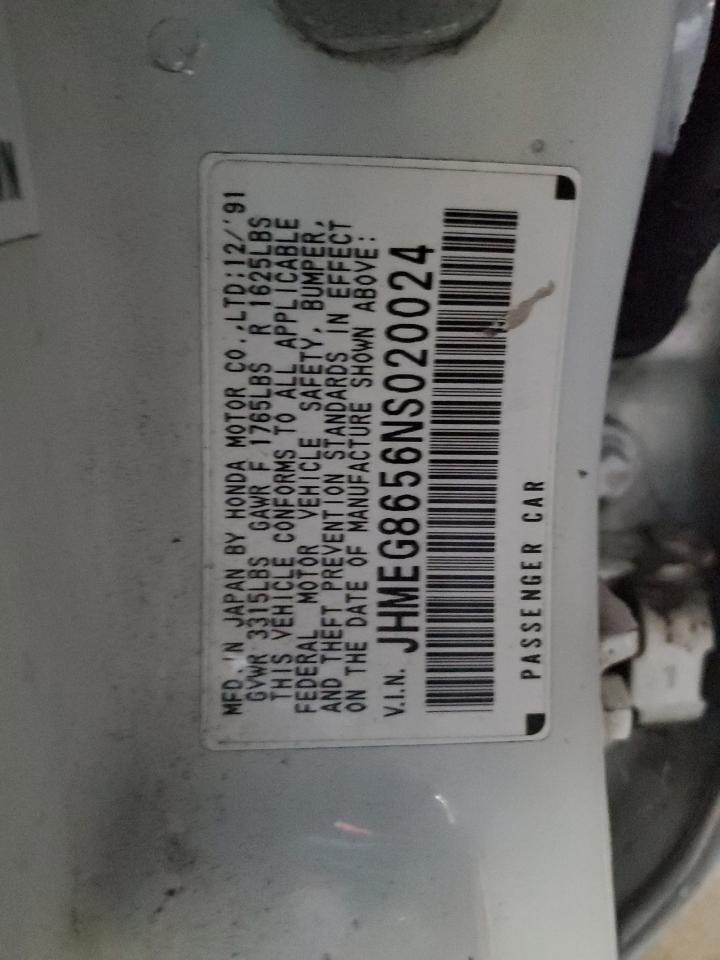 MFD. IN JAPAN BY HONDA MOTOR CO.,LTD:12/'91
GVWR 3315LBS GAWR F 1765LBS R 1625LBS
THIS VEHICLE CONFORMS TO ALL APPLICABLE
FEDERAL MOTOR VEHICLE SAFETY, BUMPER,
AND THEFT PREVENTION STANDARDS IN EFFECT
ON THE DATE OF MANUFACTURE SHOWN ABOVE:
V.I.N. JHMEG8656NS020024
PASSENGER CAR